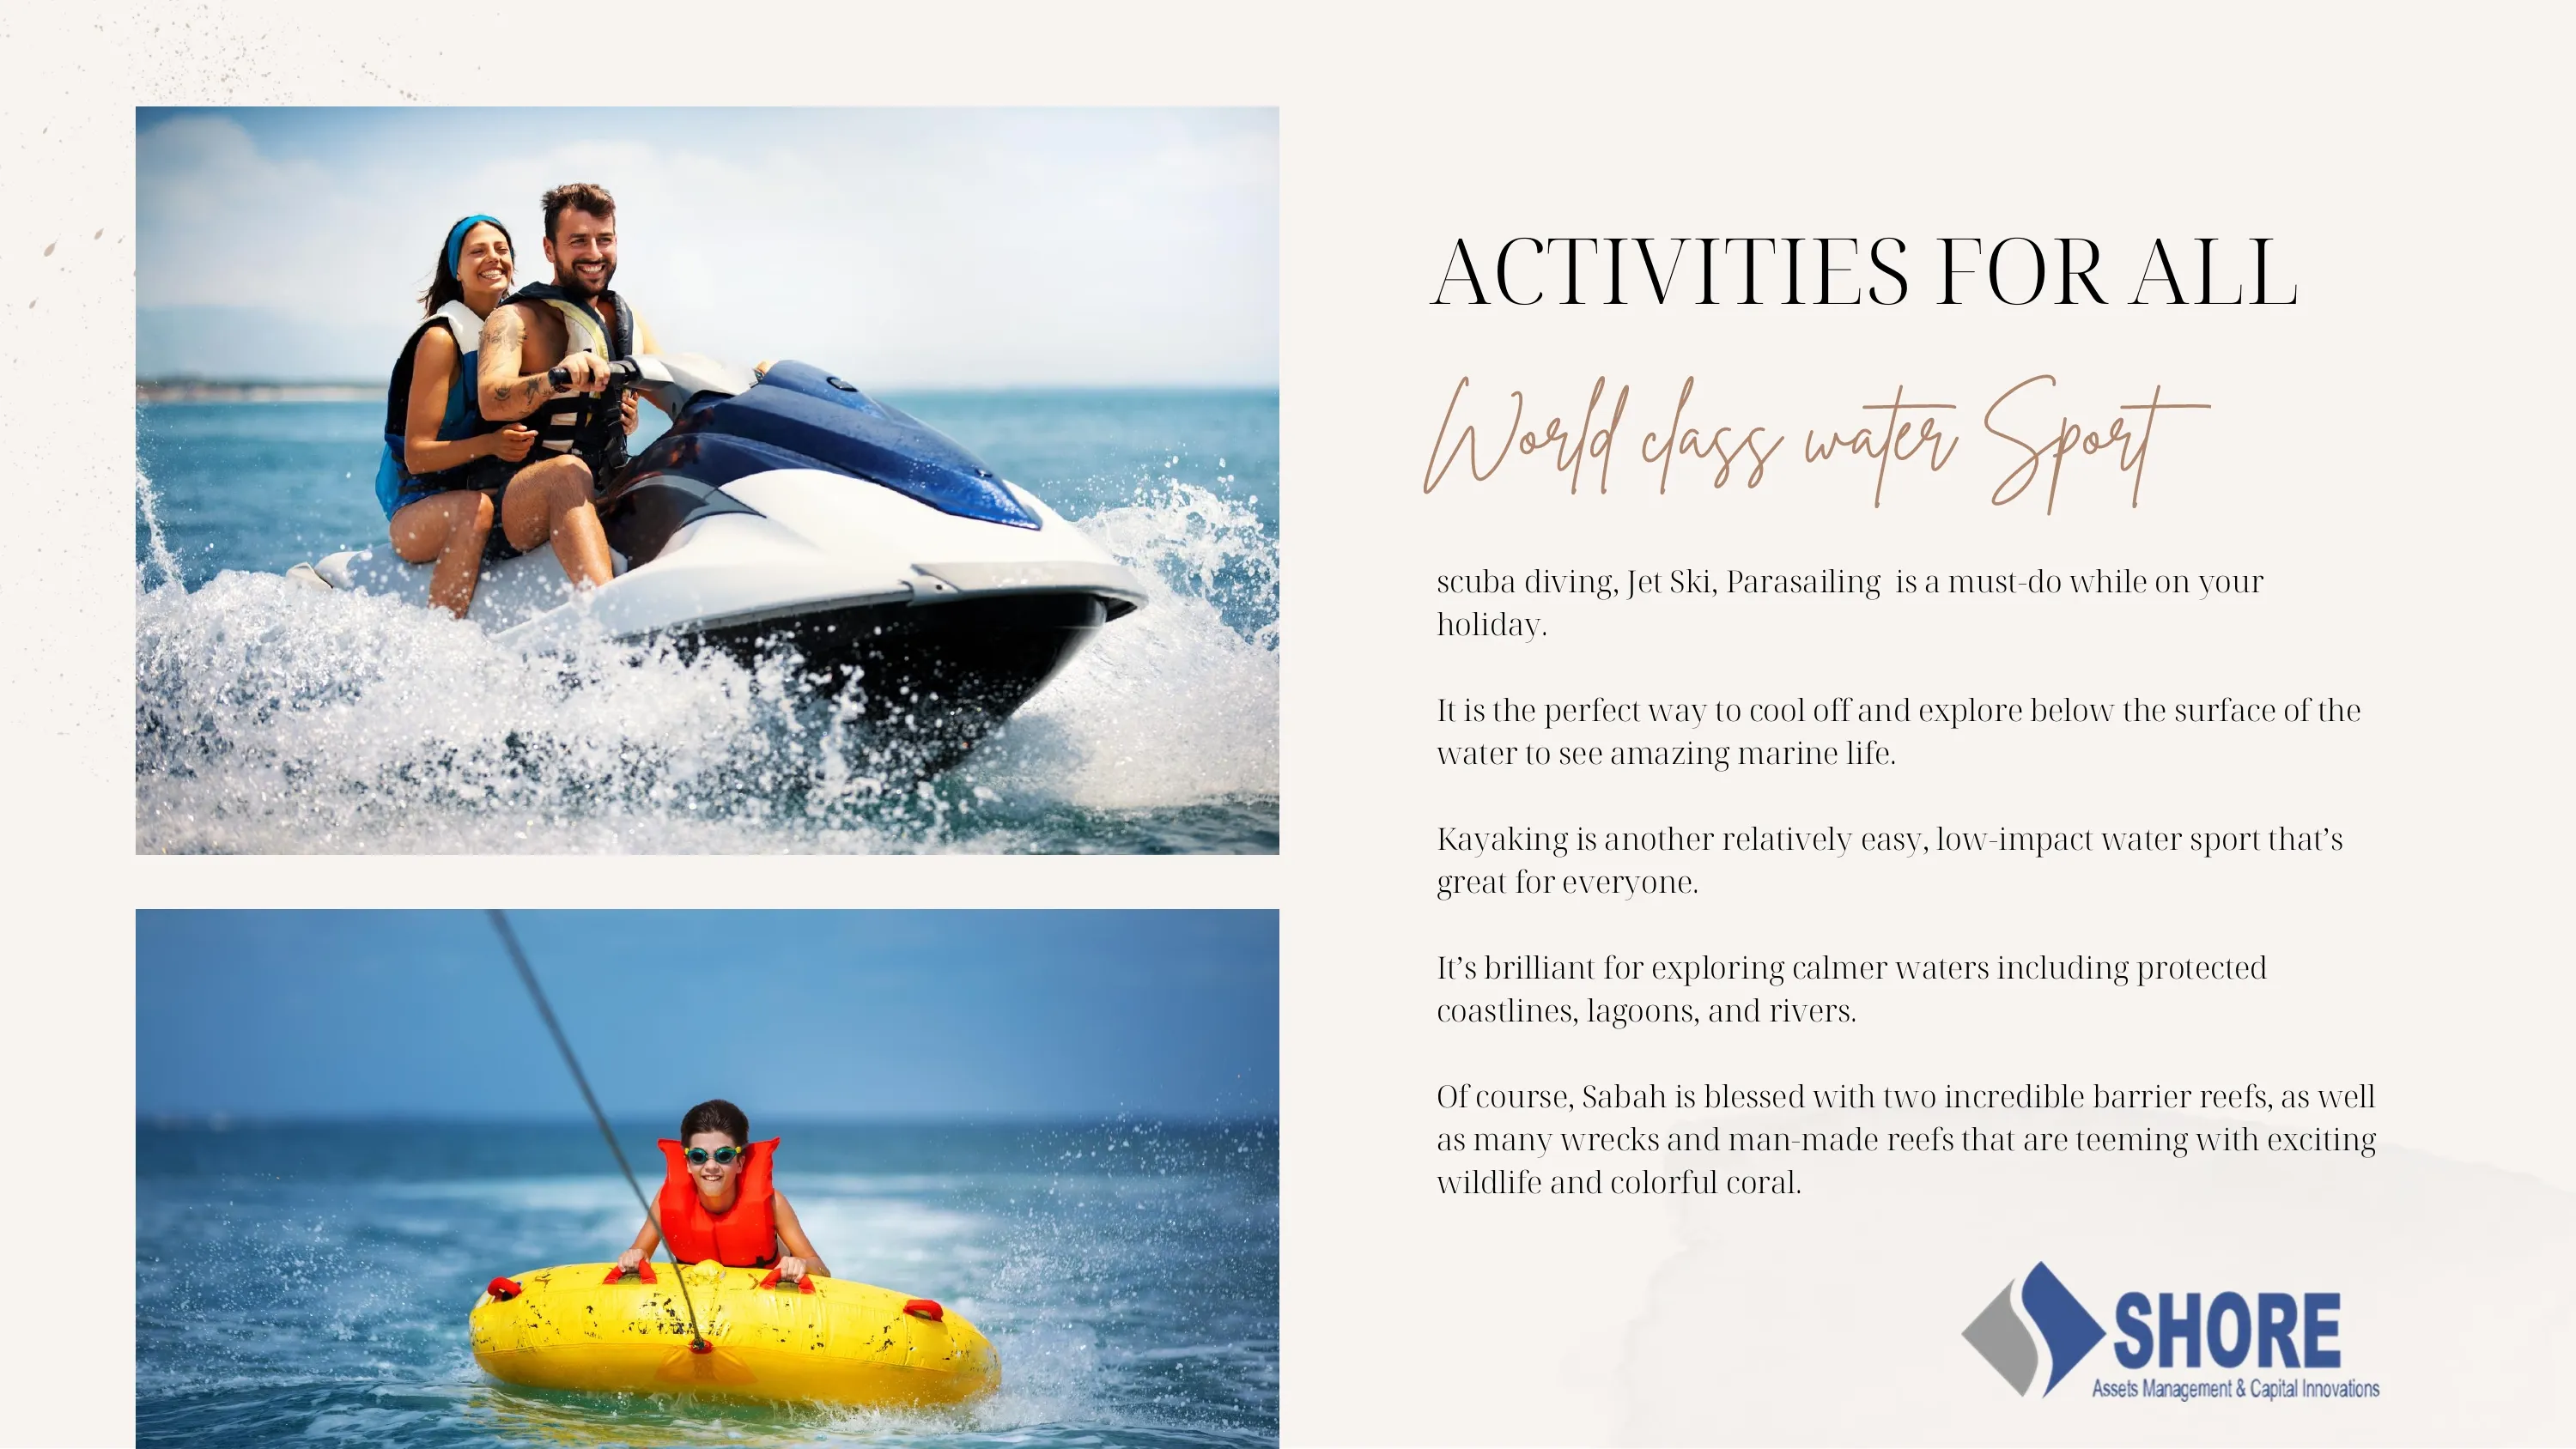 ACTIVITIES FOR ALL
World class water Sport
scuba diving, Jet Ski, Parasailing  is a must-do while on your
holiday.
It is the perfect way to cool off and explore below the surface of the
water to see amazing marine life.
Kayaking is another relatively easy, low-impact water sport that’s
great for everyone.
It’s brilliant for exploring calmer waters including protected
coastlines, lagoons, and rivers.
Of course, Sabah is blessed with two incredible barrier reefs, as well
as many wrecks and man-made reefs that are teeming with exciting
wildlife and colorful coral.
SHORE
Assets Management & Capital Innovations